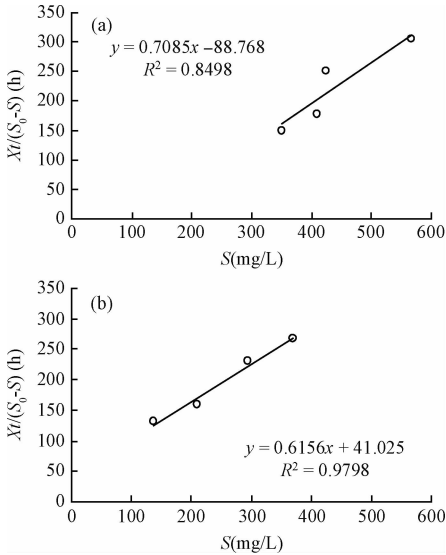 350
(a)
300
y = 0.7085x –88.768
R² = 0.8498
250
200
150
100
50
0
Xt/(S₀-S) (h)
0 100 200 300 400 500 600
S(mg/L)
350
(b)
300
250
200
150
100
50
0
Xt/(S₀-S) (h)
y = 0.6156x + 41.025
R² = 0.9798
0 100 200 300 400 500 600
S(mg/L)